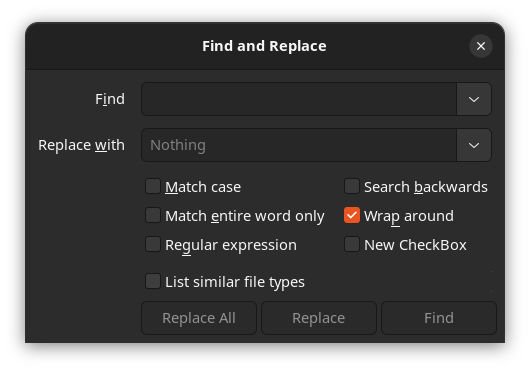 Find and Replace
Find
Replace with Nothing
Match case Search backwards
Match entire word only Wrap around
Regular expression New CheckBox
List similar file types
Replace All Replace Find